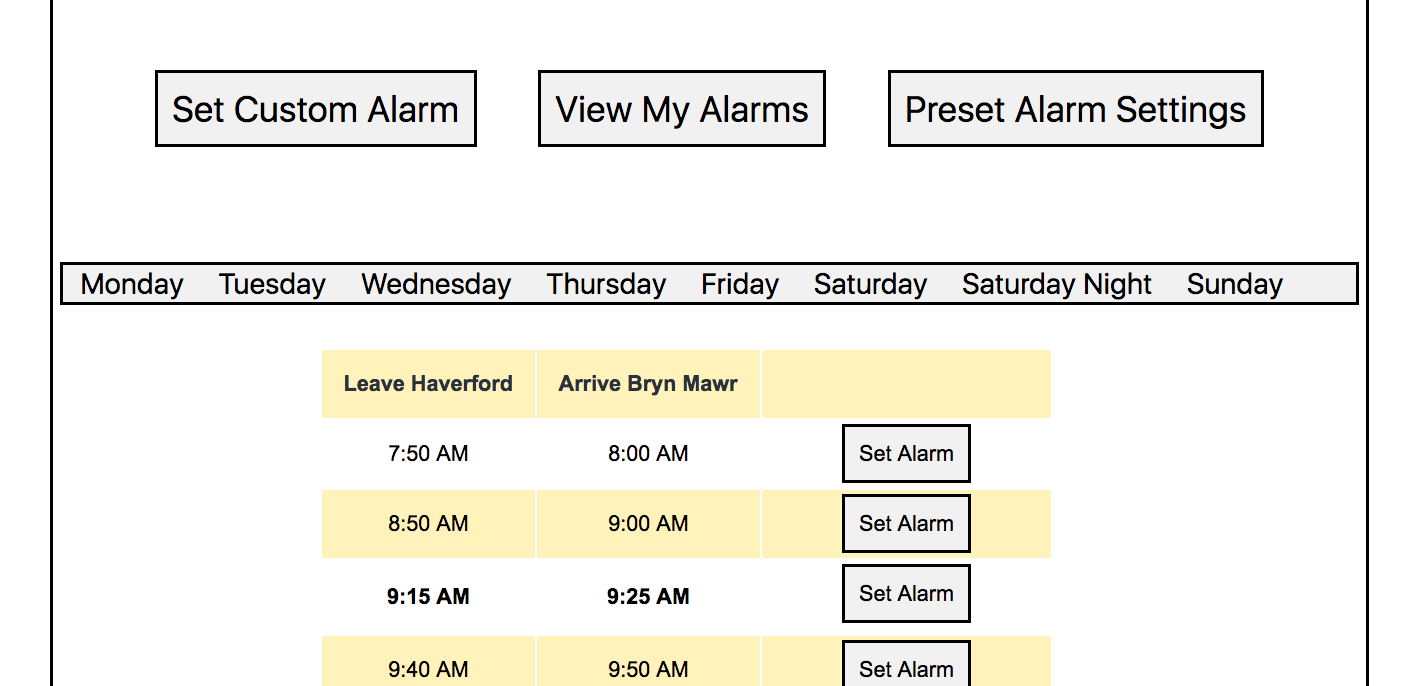 Set Custom Alarm View My Alarms Preset Alarm Settings
Monday Tuesday Wednesday Thursday Friday Saturday Saturday Night Sunday
Leave Haverford Arrive Bryn Mawr
7:50 AM 8:00 AM Set Alarm
8:50 AM 9:00 AM Set Alarm
9:15 AM 9:25 AM Set Alarm
9:40 AM 9:50 AM Set Alarm